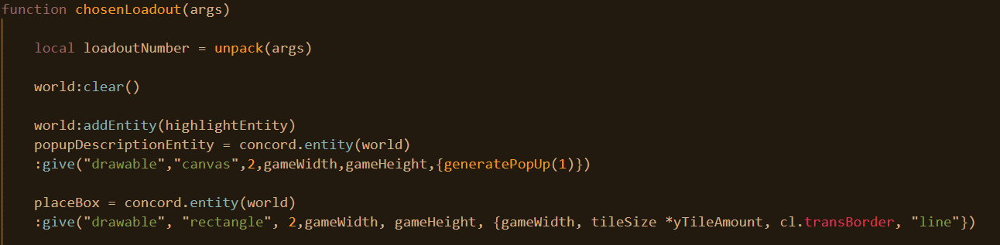 function chosenLoadout(args)
local loadoutNumber = unpack(args)
world:clear()
world:addEntity(highlightEntity)
popupDescriptionEntity = concord.entity(world)
:give("drawable","canvas",2,gameWidth,gameHeight,{generatePopUp(1)})
placeBox = concord.entity(world)
:give("drawable", "rectangle", 2,gameWidth, gameHeight, {gameWidth, tileSize *yTileAmount, cl.transBorder, "line"})